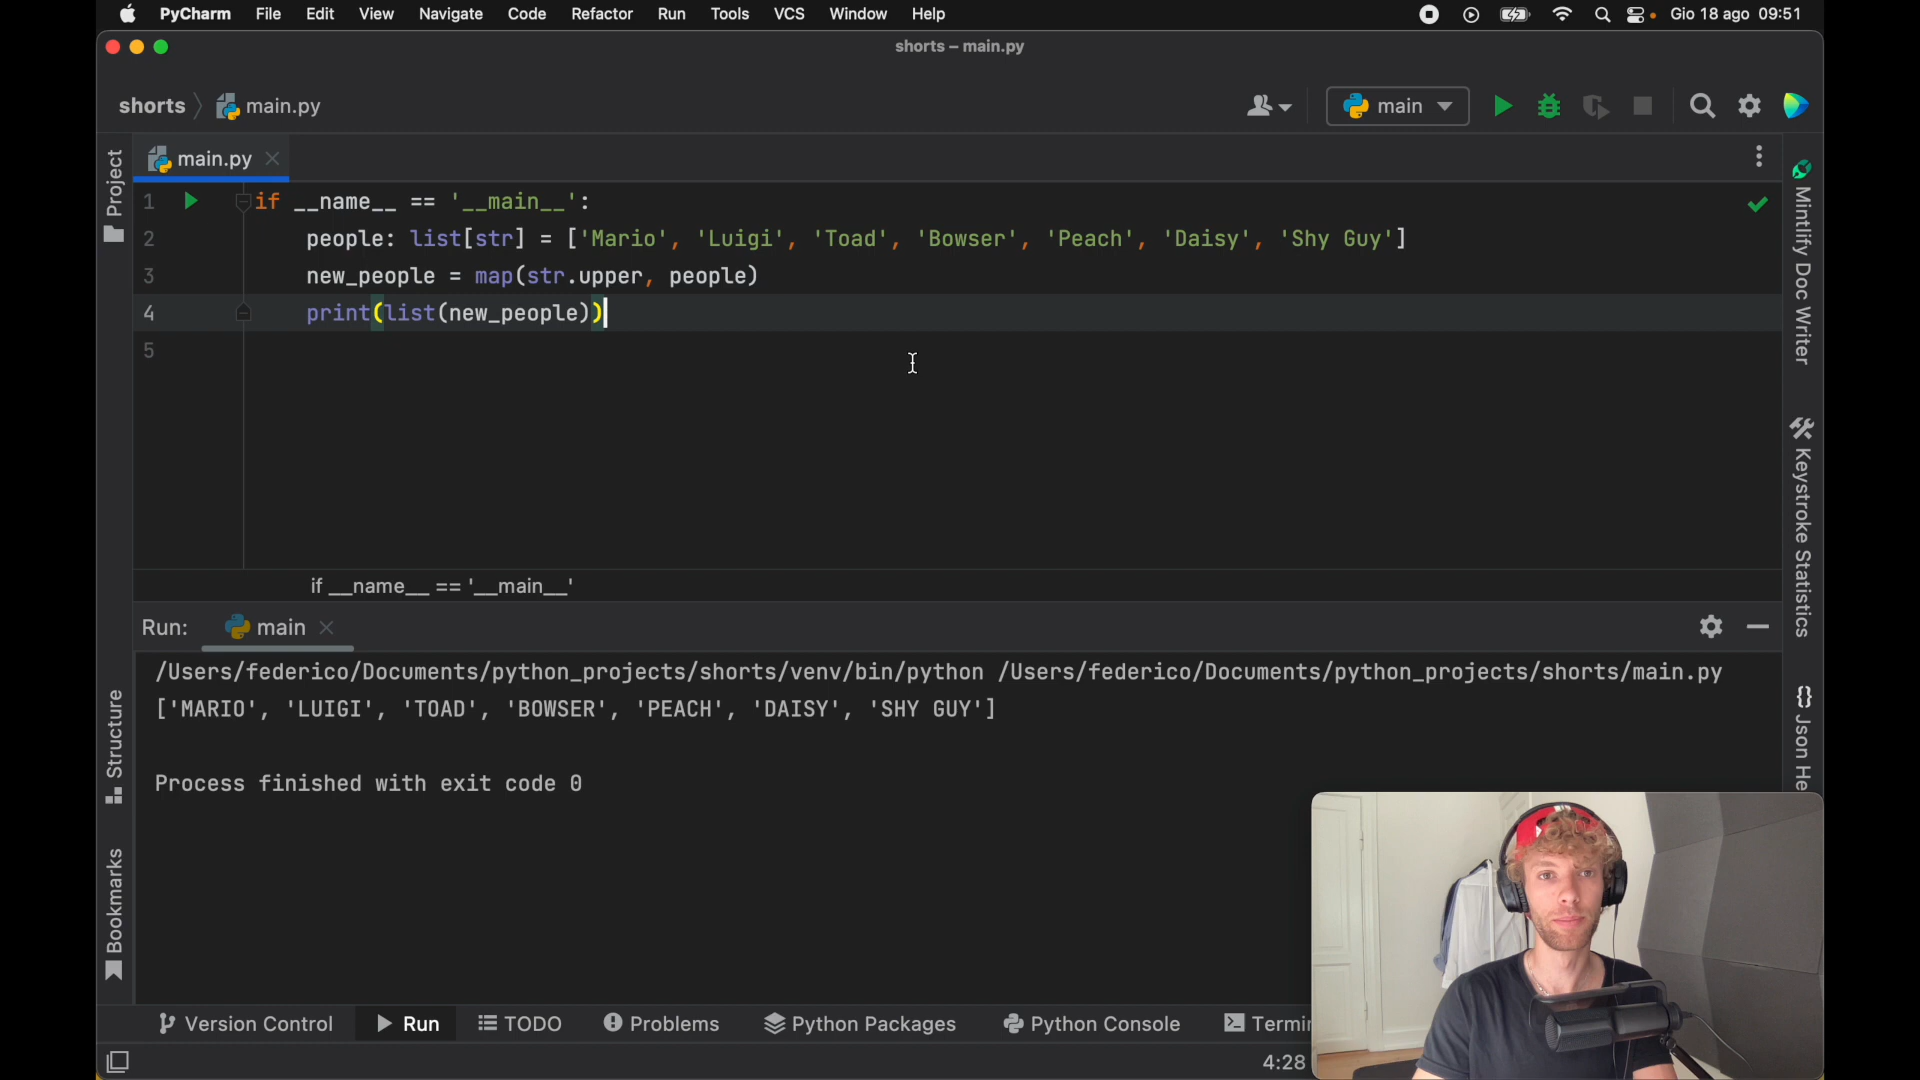 PyCharm File Edit View Navigate Code Refactor Run Tools VCS Window Help Gio 18 ago 09:51
shorts – main.py
shorts main.py main
Project
main.py
1 if __name__ == '__main__':
2 people: list[str] = ['Mario', 'Luigi', 'Toad', 'Bowser', 'Peach', 'Daisy', 'Shy Guy']
3 new_people = map(str.upper, people)
4 print(list(new_people))
5
if __name__ == '__main__'
Mintlify Doc Writer
Keystroke Statistics
{} Json He
Run: main
/Users/federico/Documents/python_projects/shorts/venv/bin/python /Users/federico/Documents/python_projects/shorts/main.py
['MARIO', 'LUIGI', 'TOAD', 'BOWSER', 'PEACH', 'DAISY', 'SHY GUY']
Process finished with exit code 0
Structure
Bookmarks
Version Control Run TODO Problems Python Packages Python Console Termi
4:28